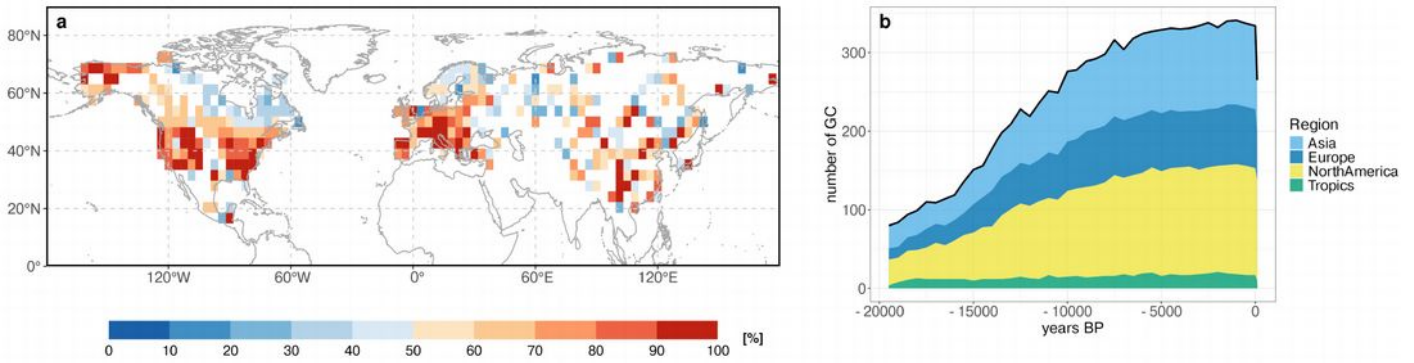 a
80°N
60°N
40°N
20°N
0°
120°W
60°W
0°
60°E
120°E
0
10
20
30
40
50
60
70
80
90
100
[%]
b
number of GC
300
200
100
0
-20000
-15000
-10000
-5000
0
years BP
Region
Asia
Europe
NorthAmerica
Tropics